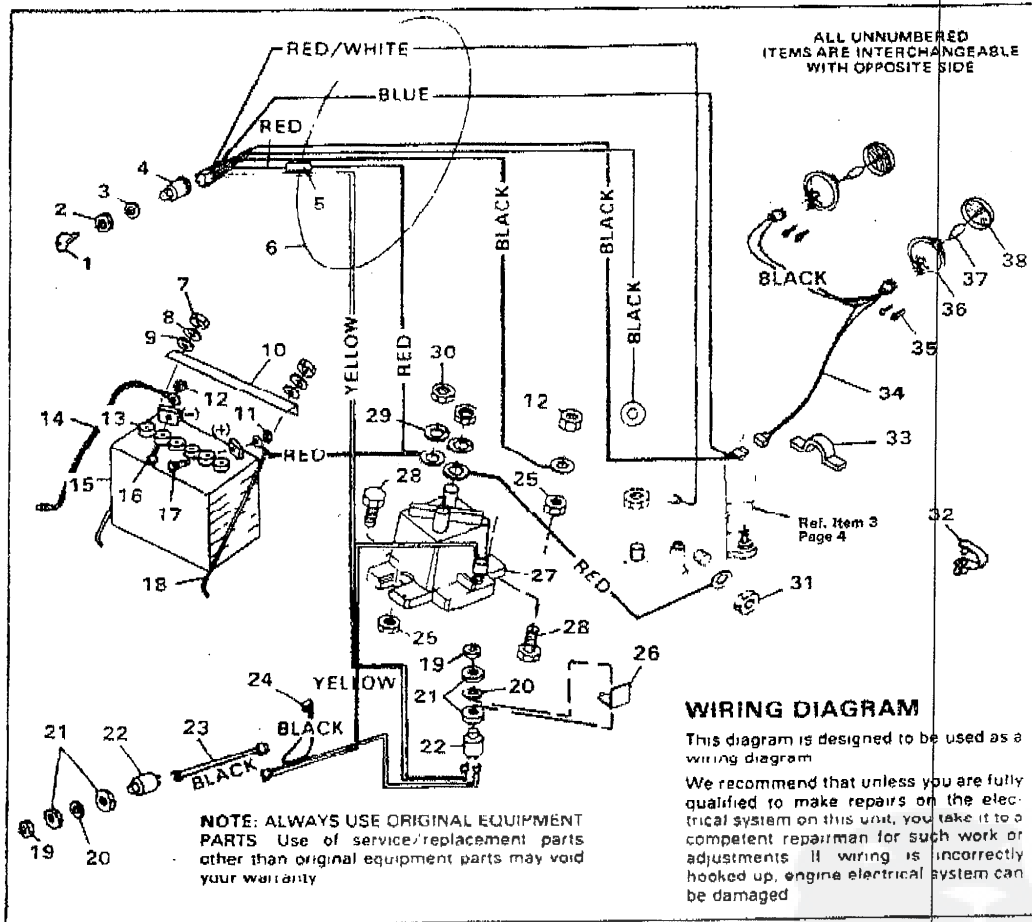 ALL UNNUMBERED
ITEMS ARE INTERCHANGEABLE
WITH OPPOSITE SIDE
RED/WHITE
BLUE
RED
4
3
2
1
5
6
BLACK
BLACK
BLACK
BLACK
38
37
36
35
34
33
7
8
9
10
YELLOW
RED
30
12
29
12
11
14
13
(-)
(+)
RED
28
25
15
16
17
18
Ref. Item 3
Page 4
32
27
RED
31
25
28
19
26
24
YELLOW
21
20
21
22
23
BLACK
BLACK
22
19
20
WIRING DIAGRAM
This diagram is designed to be used as a
wiring diagram
We recommend that unless you are fully
qualified to make repairs on the elec-
trical system on this unit, you take it to a
competent repairman for such work or
adjustments If wiring is incorrectly
hooked up, engine electrical system can
be damaged
NOTE: ALWAYS USE ORIGINAL EQUIPMENT
PARTS Use of service/replacement parts
other than original equipment parts may void
your warranty